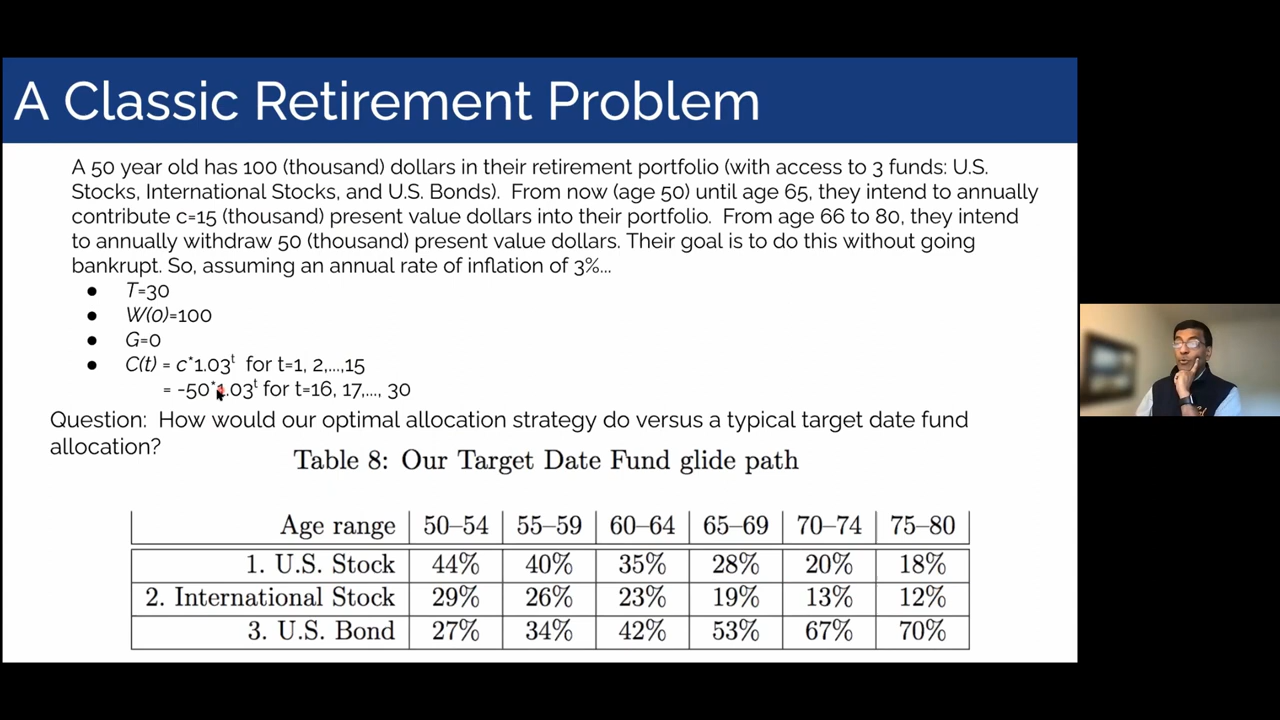 A Classic Retirement Problem
A 50 year old has 100 (thousand) dollars in their retirement portfolio (with access to 3 funds: U.S.
Stocks, International Stocks, and U.S. Bonds). From now (age 50) until age 65, they intend to annually
contribute c=15 (thousand) present value dollars into their portfolio. From age 66 to 80, they intend
to annually withdraw 50 (thousand) present value dollars. Their goal is to do this without going
bankrupt. So, assuming an annual rate of inflation of 3%...
● T=30
● W(0)=100
● G=0
● C(t) = c*1.03ᵗ for t=1, 2,...,15
= -50*1.03ᵗ for t=16, 17,..., 30
Question: How would our optimal allocation strategy do versus a typical target date fund
allocation?
Table 8: Our Target Date Fund glide path
Age range 50–54 55–59 60–64 65–69 70–74 75–80
1. U.S. Stock 44% 40% 35% 28% 20% 18%
2. International Stock 29% 26% 23% 19% 13% 12%
3. U.S. Bond 27% 34% 42% 53% 67% 70%